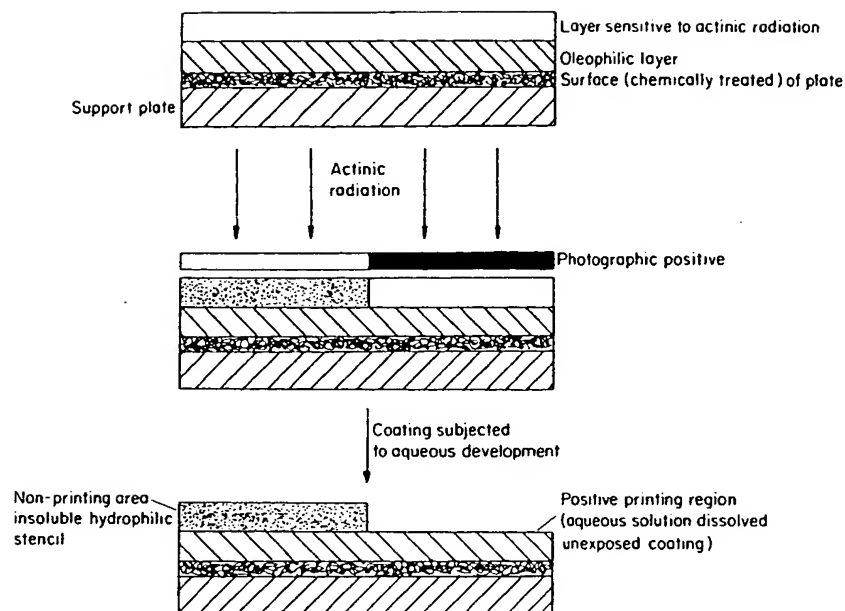 Layer sensitive to actinic radiation
Oleophilic layer
Surface (chemically treated) of plate
Support plate
Actinic
radiation
Photographic positive
Coating subjected
to aqueous development
Non-printing area
insoluble hydrophilic
stencil
Positive printing region
(aqueous solution dissolved
unexposed coating)